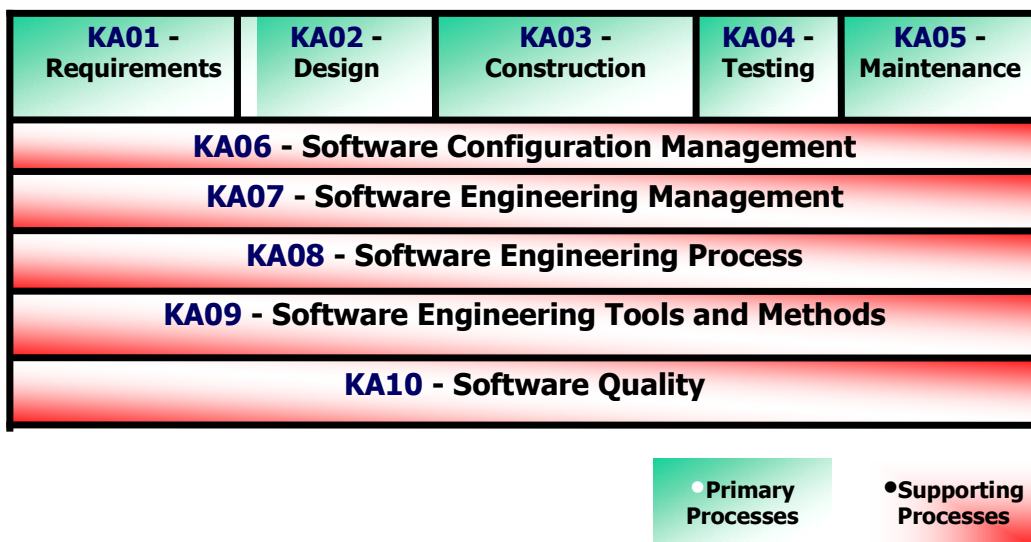 KA01 -
Requirements
KA02 -
Design
KA03 -
Construction
KA04 -
Testing
KA05 -
Maintenance
KA06 - Software Configuration Management
KA07 - Software Engineering Management
KA08 - Software Engineering Process
KA09 - Software Engineering Tools and Methods
KA10 - Software Quality
•Primary
Processes
•Supporting
Processes